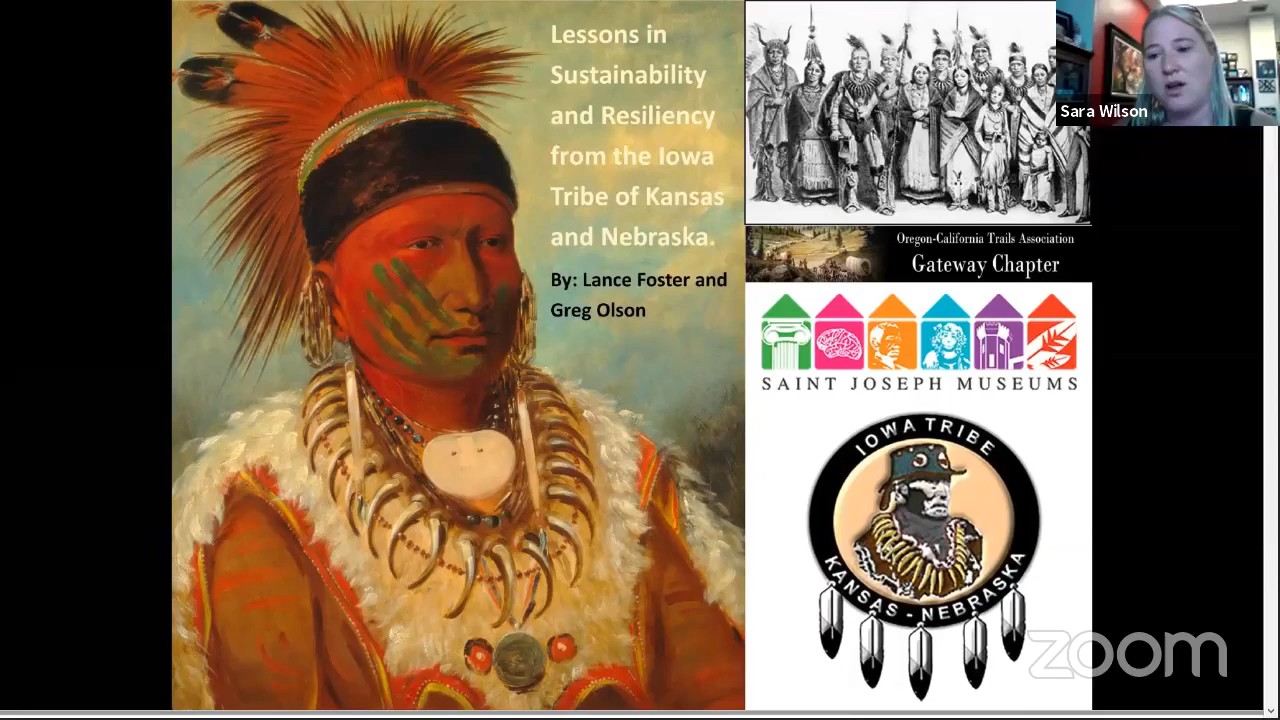 Lessons in
Sustainability
and Resiliency
from the Iowa
Tribe of Kansas
and Nebraska.
By: Lance Foster and
Greg Olson
Sara Wilson
Oregon-California Trails Association
Gateway Chapter
SAINT JOSEPH MUSEUMS
IOWA TRIBE
KANSAS - NEBRASKA
zoom